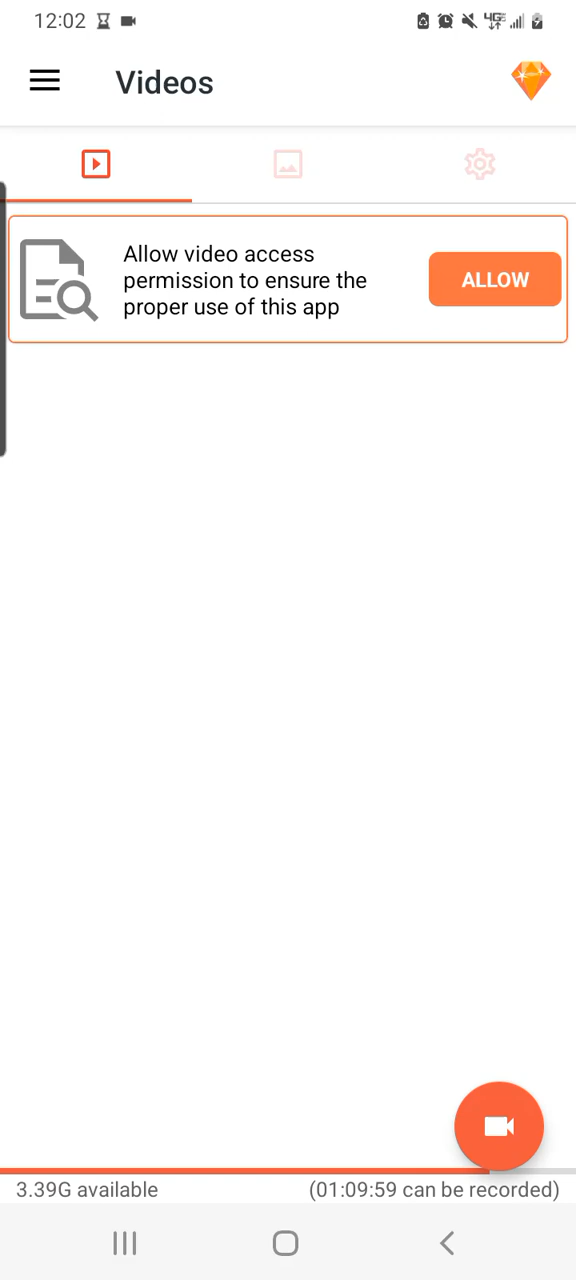 12:02
4G
Videos
Allow video access
permission to ensure the
proper use of this app
ALLOW
3.39G available
(01:09:59 can be recorded)